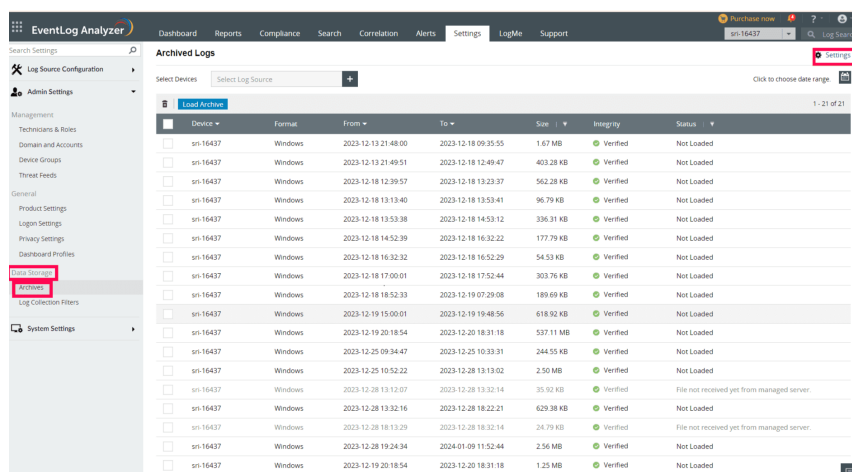 Purchase now ?
EventLog Analyzer Dashboard Reports Compliance Search Correlation Alerts Settings LogMe Support sri-16437 Log Sear
Search Settings
Archived Logs
Settings
Log Source Configuration
Select Devices Select Log Source + Click to choose date range.
Admin Settings
Load Archive 1 - 21 of 21
Management
Technicians & Roles
Domain and Accounts
Device Groups
Threat Feeds
General
Product Settings
Logon Settings
Privacy Settings
Dashboard Profiles
Data Storage
Archives
Log Collection Filters
System Settings
Device Format From To Size Integrity Status
sri-16437 Windows 2023-12-13 21:48:00 2023-12-18 09:35:55 1.67 MB Verified Not Loaded
sri-16437 Windows 2023-12-13 21:49:51 2023-12-18 12:49:47 403.28 KB Verified Not Loaded
sri-16437 Windows 2023-12-18 12:39:57 2023-12-18 13:23:37 562.28 KB Verified Not Loaded
sri-16437 Windows 2023-12-18 13:13:40 2023-12-18 13:53:41 96.79 KB Verified Not Loaded
sri-16437 Windows 2023-12-18 13:53:38 2023-12-18 14:53:12 336.31 KB Verified Not Loaded
sri-16437 Windows 2023-12-18 14:52:39 2023-12-18 16:32:22 177.79 KB Verified Not Loaded
sri-16437 Windows 2023-12-18 16:32:32 2023-12-18 16:52:29 54.53 KB Verified Not Loaded
sri-16437 Windows 2023-12-18 17:00:01 2023-12-18 17:52:44 303.76 KB Verified Not Loaded
sri-16437 Windows 2023-12-18 18:52:33 2023-12-19 07:29:08 189.69 KB Verified Not Loaded
sri-16437 Windows 2023-12-19 15:00:01 2023-12-19 19:48:56 618.92 KB Verified Not Loaded
sri-16437 Windows 2023-12-19 20:18:54 2023-12-20 18:31:18 537.11 MB Verified Not Loaded
sri-16437 Windows 2023-12-25 09:34:47 2023-12-25 10:33:31 244.55 KB Verified Not Loaded
sri-16437 Windows 2023-12-25 10:52:22 2023-12-28 13:13:02 2.50 MB Verified Not Loaded
sri-16437 Windows 2023-12-28 13:12:07 2023-12-28 13:32:14 35.92 KB Verified File not received yet from managed server.
sri-16437 Windows 2023-12-28 13:32:16 2023-12-28 18:22:21 629.38 KB Verified Not Loaded
sri-16437 Windows 2023-12-28 18:13:29 2023-12-28 18:32:14 24.79 KB Verified File not received yet from managed server.
sri-16437 Windows 2023-12-28 19:24:34 2024-01-09 11:52:44 2.56 MB Verified Not Loaded
sri-16437 Windows 2023-12-19 20:18:54 2023-12-20 18:31:18 1.25 MB Verified Not Loaded